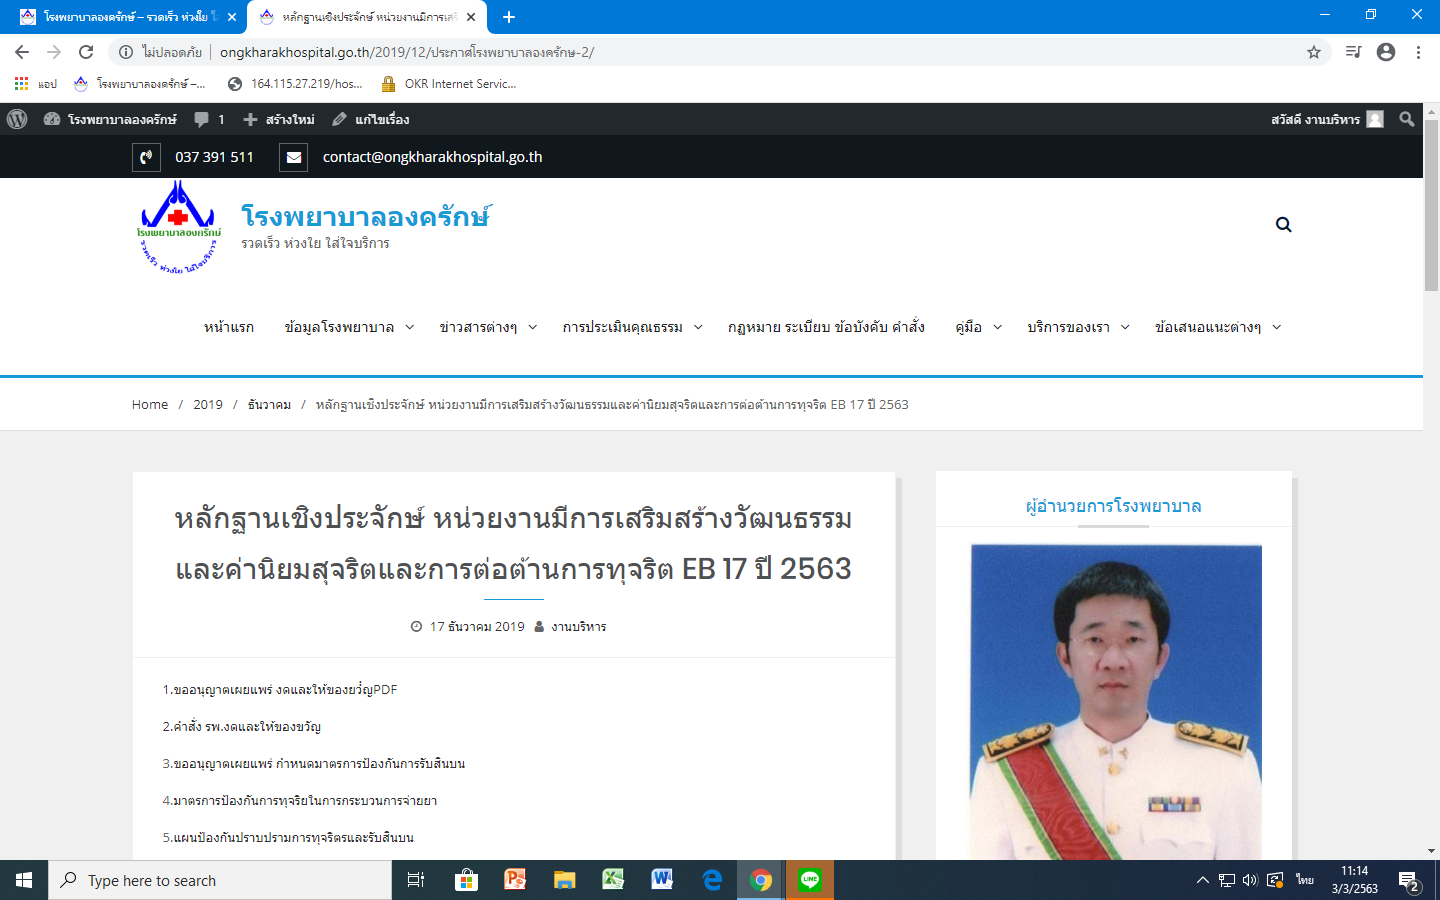 โรงพยาบาลองครักษ์ – รวดเร็ว ห่วงใย
หลักฐานเชิงประจักษ์ หน่วยงานมีการเสริ
ไม่ปลอดภัย | ongkharakhospital.go.th/2019/12/ประกาศโรงพยาบาลองครักษ-2/
แอป โรงพยาบาลองครักษ์ –... 164.115.27.219/hos... OKR Internet Servic...
โรงพยาบาลองครักษ์ 1 สร้างใหม่ แก้ไขเรื่อง สวัสดี งานบริหาร
037 391 511 contact@ongkharakhospital.go.th
โรงพยาบาลองครักษ์
รวดเร็ว ห่วงใย ใส่ใจบริการ
โรงพยาบาลองครักษ์
รวดเร็ว ห่วงใย ใส่ใจบริการ
หน้าแรก ข้อมูลโรงพยาบาล ข่าวสารต่างๆ การประเมินคุณธรรม กฏหมาย ระเบียบ ข้อบังคับ คำสั่ง คู่มือ บริการของเรา ข้อเสนอแนะต่างๆ
Home / 2019 / ธันวาคม / หลักฐานเชิงประจักษ์ หน่วยงานมีการเสริมสร้างวัฒนธรรมและค่านิยมสุจริตและการต่อต้านการทุจริต EB 17 ปี 2563
หลักฐานเชิงประจักษ์ หน่วยงานมีการเสริมสร้างวัฒนธรรม
และค่านิยมสุจริตและการต่อต้านการทุจริต EB 17 ปี 2563
17 ธันวาคม 2019 งานบริหาร
1.ขออนุญาตเผยแพร่ งดและให้ของขวํ่ญPDF
2.คำสั่ง รพ.งดและให้ของขวัญ
3.ขออนุญาตเผยแพร่ กำหนดมาตรการป้องกันการรับสินบน
4.มาตรการป้องกันการทุจริยในการกระบวนการจ่ายยา
5.แผนป้องกันปราบปรามการทุจริตรและรับสินบน
ผู้อำนวยการโรงพยาบาล
Type here to search
ไทย
11:14
3/3/2563
2